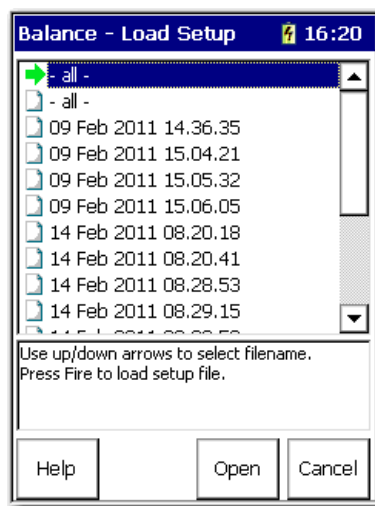 Balance - Load Setup 16:20
- all -
- all -
09 Feb 2011 14.36.35
09 Feb 2011 15.04.21
09 Feb 2011 15.05.32
09 Feb 2011 15.06.05
14 Feb 2011 08.20.18
14 Feb 2011 08.20.41
14 Feb 2011 08.28.53
14 Feb 2011 08.29.15
Use up/down arrows to select filename.
Press Fire to load setup file.
Help Open Cancel